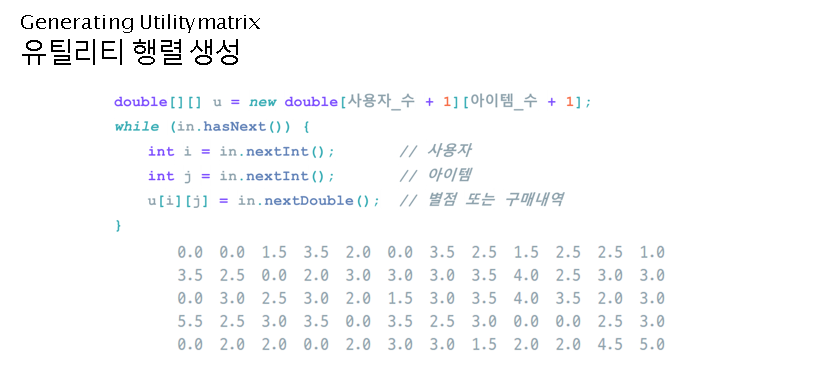 Generating Utilitymatrix
유틸리티 행렬 생성
double[][] u = new double[사용자_수 + 1][아이템_수 + 1];
while (in.hasNext()) {
int i = in.nextInt(); // 사용자
int j = in.nextInt(); // 아이템
u[i][j] = in.nextDouble(); // 별점 또는 구매내역
}
0.0 0.0 1.5 3.5 2.0 0.0 3.5 2.5 1.5 2.5 2.5 1.0
3.5 2.5 0.0 2.0 3.0 3.0 3.0 3.5 4.0 2.5 3.0 3.0
0.0 3.0 2.5 3.0 2.0 1.5 3.0 3.5 4.0 3.5 2.0 3.0
5.5 2.5 3.0 3.5 0.0 3.5 2.5 3.0 0.0 0.0 2.5 3.0
0.0 2.0 2.0 0.0 2.0 3.0 3.0 1.5 2.0 2.0 4.5 5.0